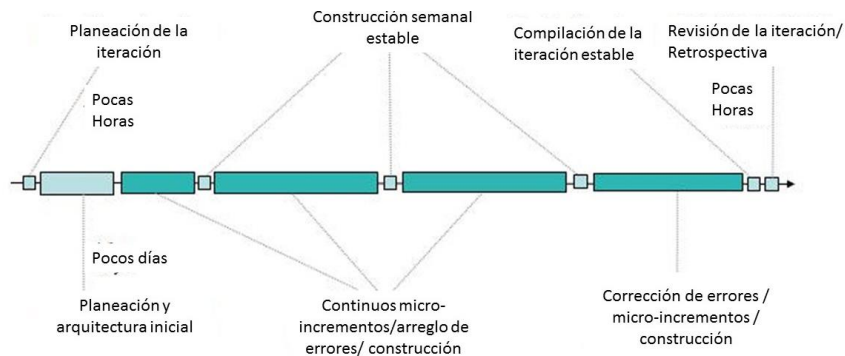 Planeación de la
iteración
Construcción semanal
estable
Compilación de la
iteración estable
Revisión de la iteración/
Retrospectiva
Pocas
Horas
Pocas
Horas
Pocos días
Planeación y
arquitectura inicial
Continuos micro-
incrementos/arreglo de
errores/ construcción
Corrección de errores /
micro-incrementos /
construcción